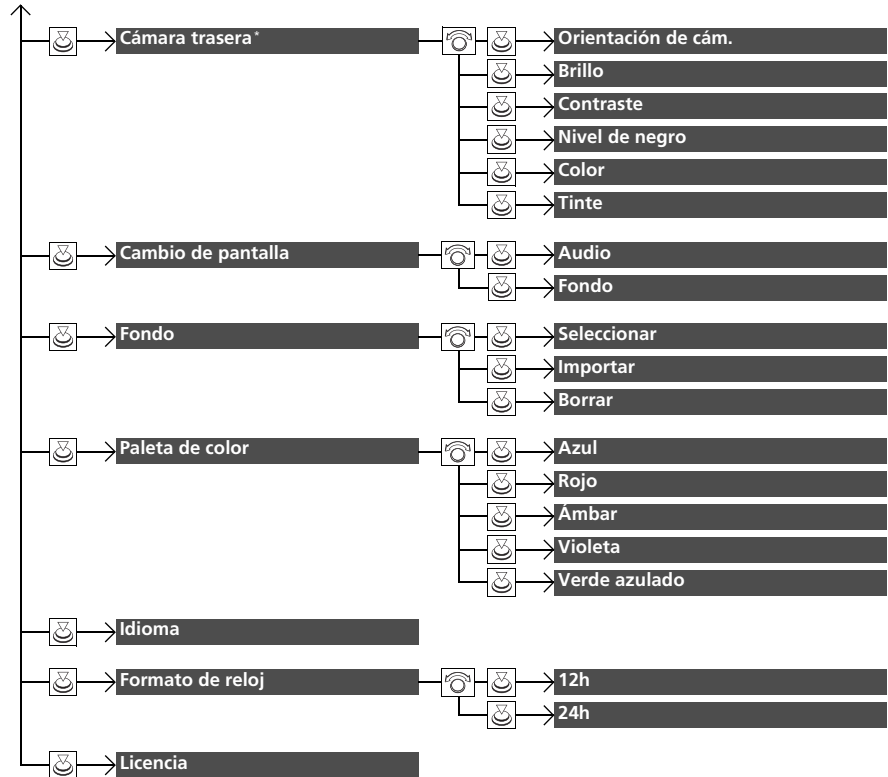 Cámara trasera*
Orientación de cám.
Brillo
Contraste
Nivel de negro
Color
Tinte
Cambio de pantalla
Audio
Fondo
Fondo
Seleccionar
Importar
Borrar
Paleta de color
Azul
Rojo
Ámbar
Violeta
Verde azulado
Idioma
Formato de reloj
12h
24h
Licencia